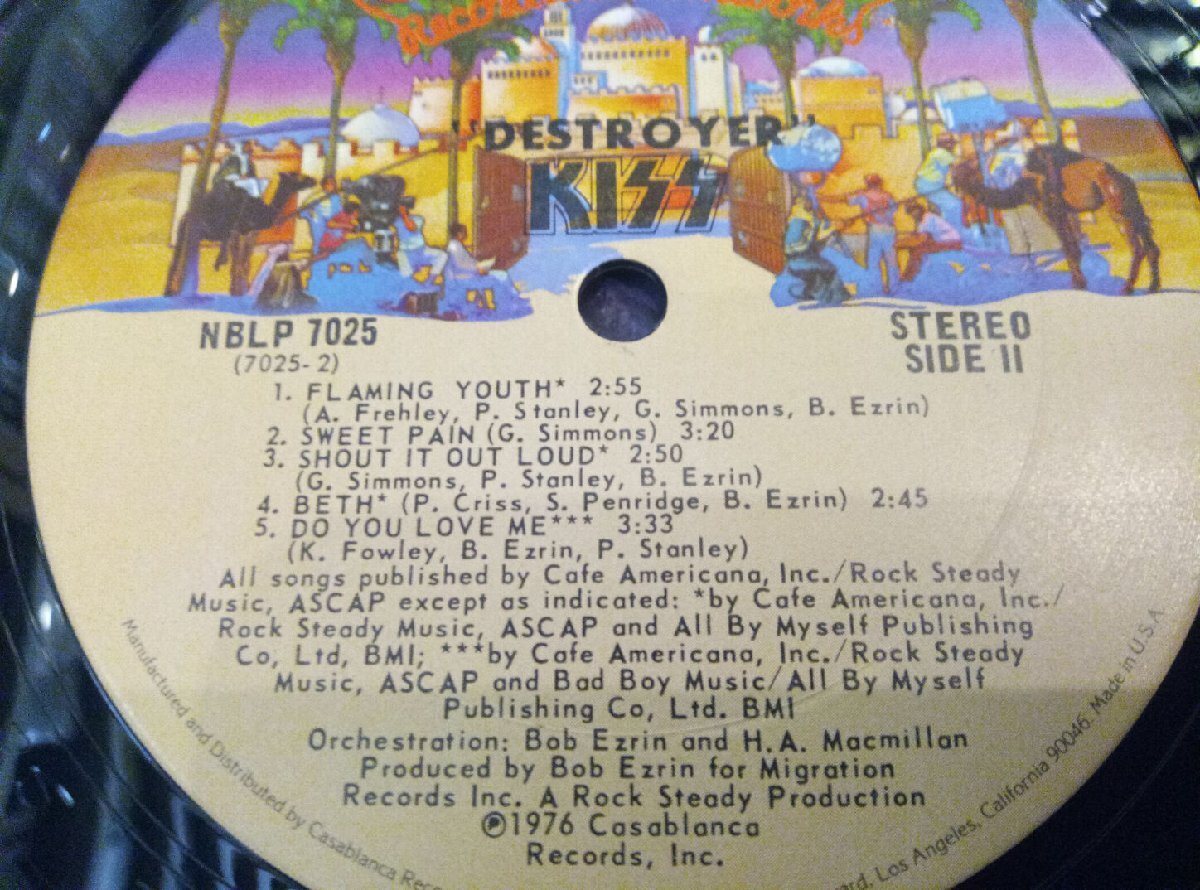 "DESTROYER"
KISS
NBLP 7025
(7025-2)
STEREO
SIDE II
1. FLAMING YOUTH* 2:55
(A. Frehley, P. Stanley, G. Simmons, B. Ezrin)
2. SWEET PAIN (G. Simmons) 3:20
3. SHOUT IT OUT LOUD* 2:50
(G. Simmons, P. Stanley, B. Ezrin)
4. BETH* (P. Criss, S. Penridge, B. Ezrin) 2:45
5. DO YOU LOVE ME*** 3:33
(K. Fowley, B. Ezrin, P. Stanley)
All songs published by Cafe Americana, Inc./Rock Steady
Music, ASCAP except as indicated: *by Cafe Americana, Inc./
Rock Steady Music, ASCAP and All By Myself Publishing
Co, Ltd, BMI; ***by Cafe Americana, Inc./Rock Steady
Music, ASCAP and Bad Boy Music/All By Myself
Publishing Co, Ltd. BMI
Orchestration: Bob Ezrin and H.A. Macmillan
Produced by Bob Ezrin for Migration
Records Inc. A Rock Steady Production
℗1976 Casablanca
Records, Inc.
Manufactured and Distributed by Casablanca Los Angeles, California 90046, Made in U.S.A.